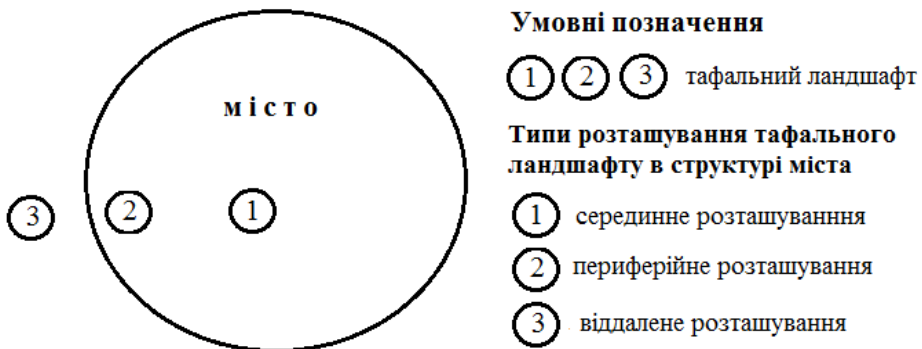 місто
3
2
1
Умовні позначення
1 2 3 тафальний ландшафт
Типи розташування тафального
ландшафту в структурі міста
1 серединне розташуванння
2 периферійне розташування
3 віддалене розташування